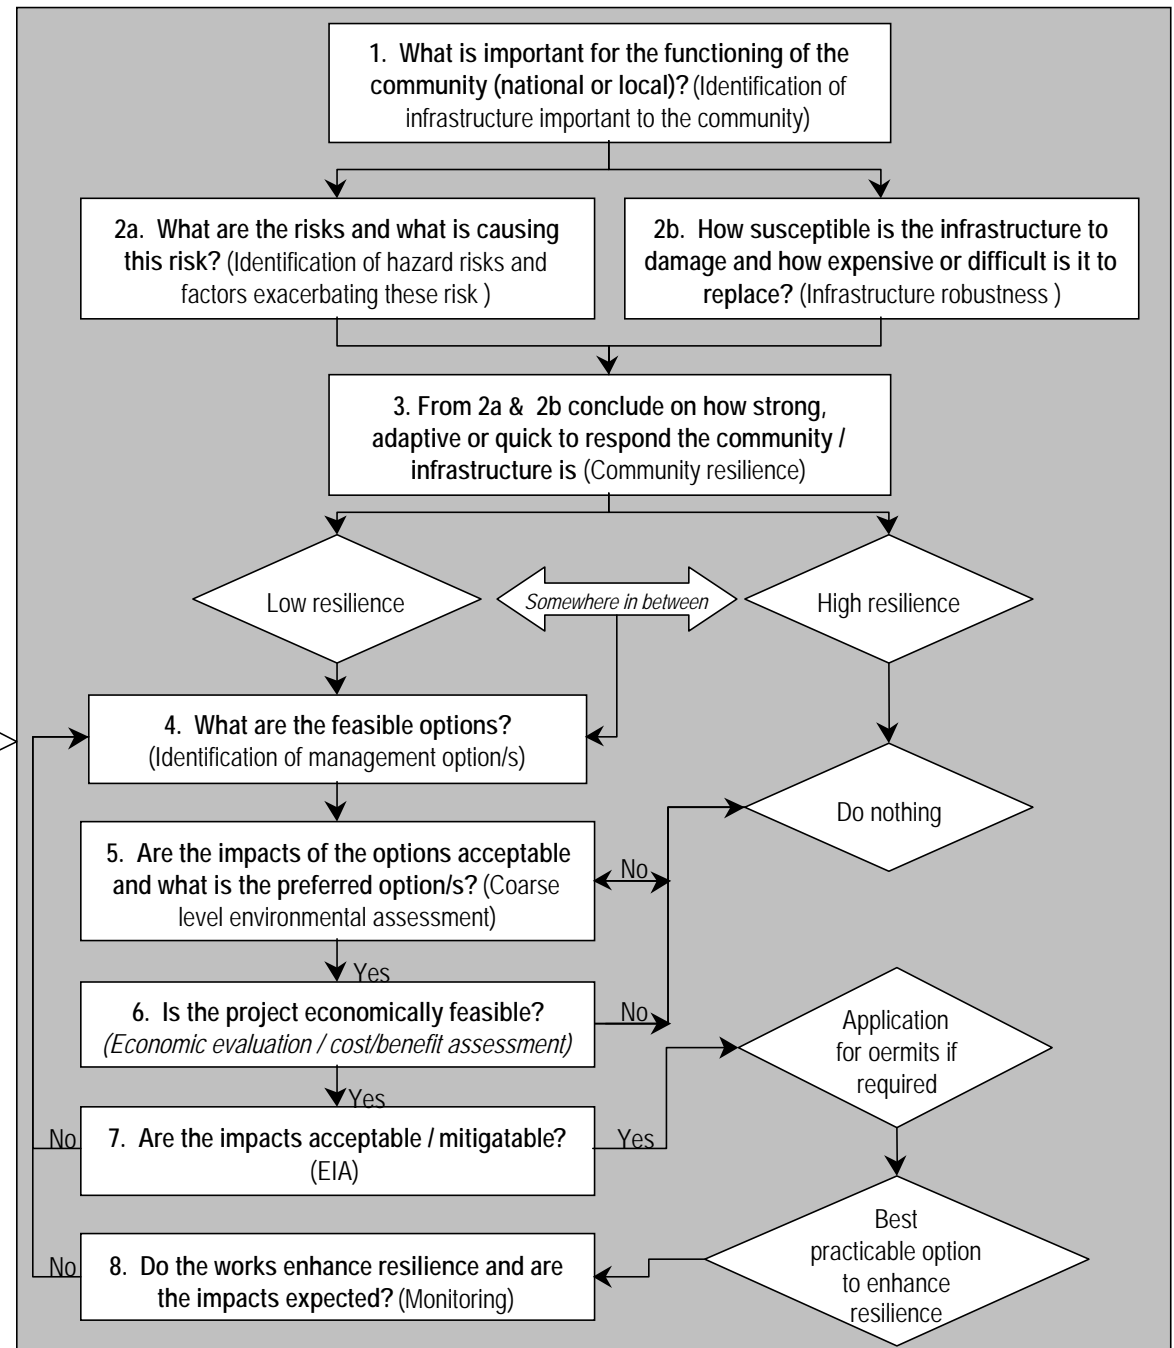 1. What is important for the functioning of the
community (national or local)? (Identification of
infrastructure important to the community)
2a. What are the risks and what is causing
this risk? (Identification of hazard risks and
factors exacerbating these risk )
2b. How susceptible is the infrastructure to
damage and how expensive or difficult is it to
replace? (Infrastructure robustness )
3. From 2a & 2b conclude on how strong,
adaptive or quick to respond the community /
infrastructure is (Community resilience)
Low resilience
Somewhere in between
High resilience
4. What are the feasible options?
(Identification of management option/s)
Do nothing
5. Are the impacts of the options acceptable
and what is the preferred option/s? (Coarse
level environmental assessment)
No
Yes
6. Is the project economically feasible?
(Economic evaluation / cost/benefit assessment)
No
Application
for oermits if
required
Yes
No
7. Are the impacts acceptable / mitigatable?
(EIA)
Yes
Best
practicable option
to enhance
resilience
No
8. Do the works enhance resilience and are
the impacts expected? (Monitoring)